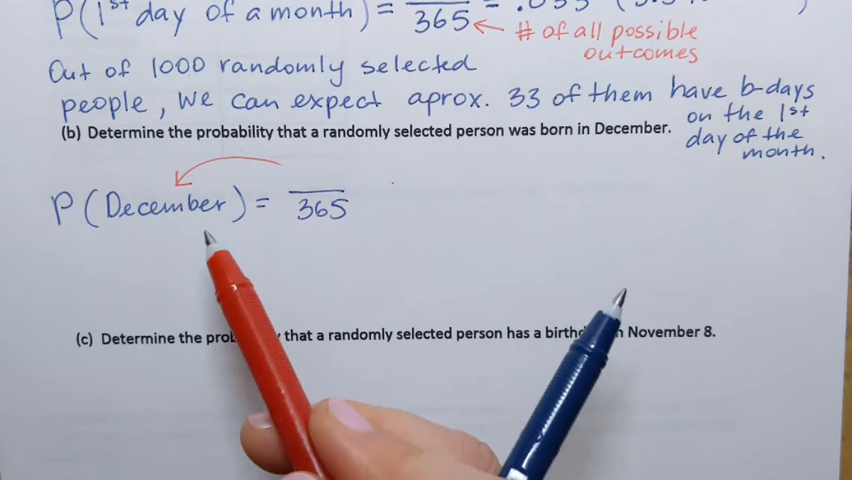 P(1st day of a month) = 365 = .033
# of all possible
outcomes
Out of 1000 randomly selected
people, we can expect aprox. 33 of them have b-days
on the 1st
day of the
month.
(b) Determine the probability that a randomly selected person was born in December.
P(December) = 365
(c) Determine the that a randomly selected person has a November 8.